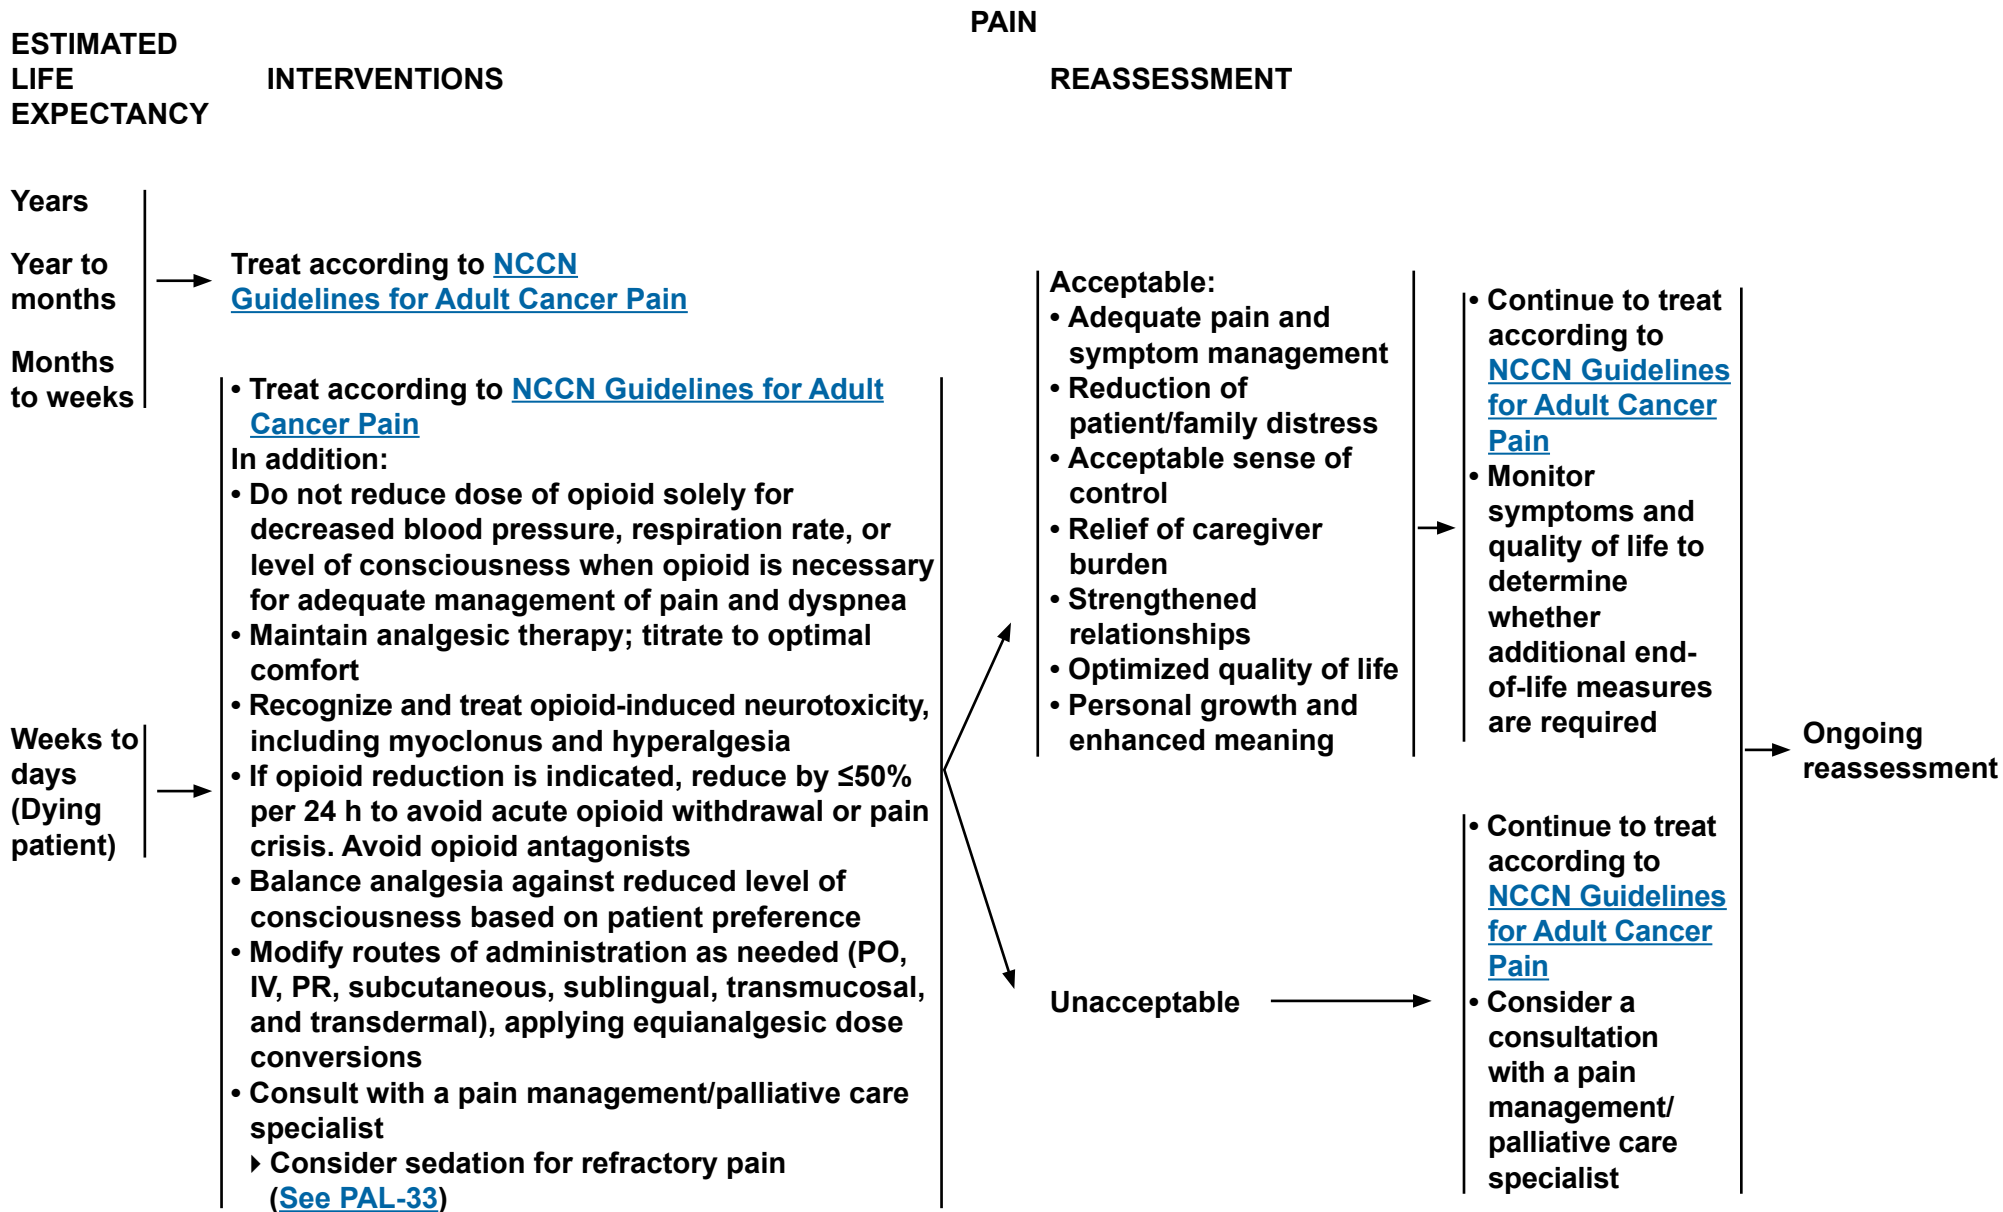 PAIN
ESTIMATED
LIFE
EXPECTANCY
INTERVENTIONS
REASSESSMENT
Years
Year to
months
Months
to weeks
Treat according to NCCN
Guidelines for Adult Cancer Pain
Weeks to
days
(Dying
patient)
• Treat according to NCCN Guidelines for Adult
Cancer Pain
In addition:
• Do not reduce dose of opioid solely for
decreased blood pressure, respiration rate, or
level of consciousness when opioid is necessary
for adequate management of pain and dyspnea
• Maintain analgesic therapy; titrate to optimal
comfort
• Recognize and treat opioid-induced neurotoxicity,
including myoclonus and hyperalgesia
• If opioid reduction is indicated, reduce by ≤50%
per 24 h to avoid acute opioid withdrawal or pain
crisis. Avoid opioid antagonists
• Balance analgesia against reduced level of
consciousness based on patient preference
• Modify routes of administration as needed (PO,
IV, PR, subcutaneous, sublingual, transmucosal,
and transdermal), applying equianalgesic dose
conversions
• Consult with a pain management/palliative care
specialist
▸ Consider sedation for refractory pain
(See PAL-33)
Acceptable:
• Adequate pain and
symptom management
• Reduction of
patient/family distress
• Acceptable sense of
control
• Relief of caregiver
burden
• Strengthened
relationships
• Optimized quality of life
• Personal growth and
enhanced meaning
• Continue to treat
according to
NCCN Guidelines
for Adult Cancer
Pain
• Monitor
symptoms and
quality of life to
determine
whether
additional end-
of-life measures
are required
Unacceptable
• Continue to treat
according to
NCCN Guidelines
for Adult Cancer
Pain
• Consider a
consultation
with a pain
management/
palliative care
specialist
Ongoing
reassessment